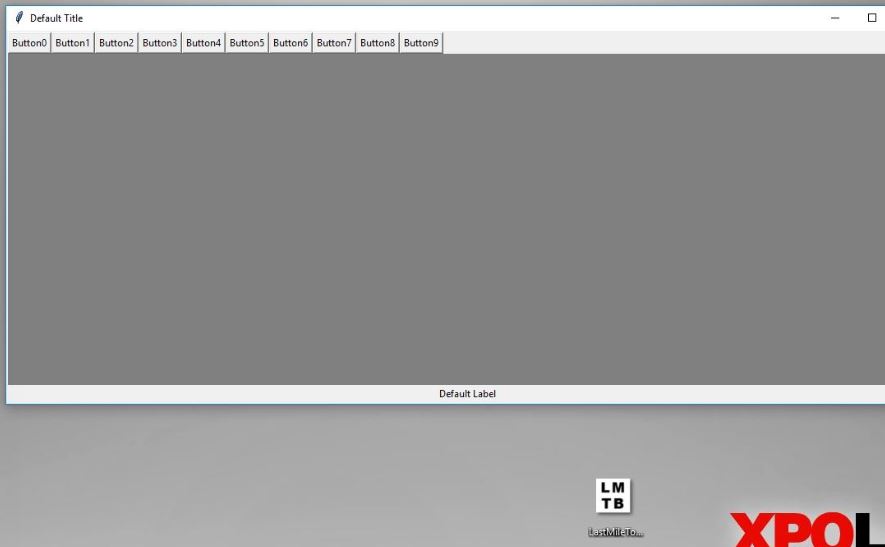 Default Title
Button0 Button1 Button2 Button3 Button4 Button5 Button6 Button7 Button8 Button9
Default Label
LM
TB
LastMileTo...
XPOL